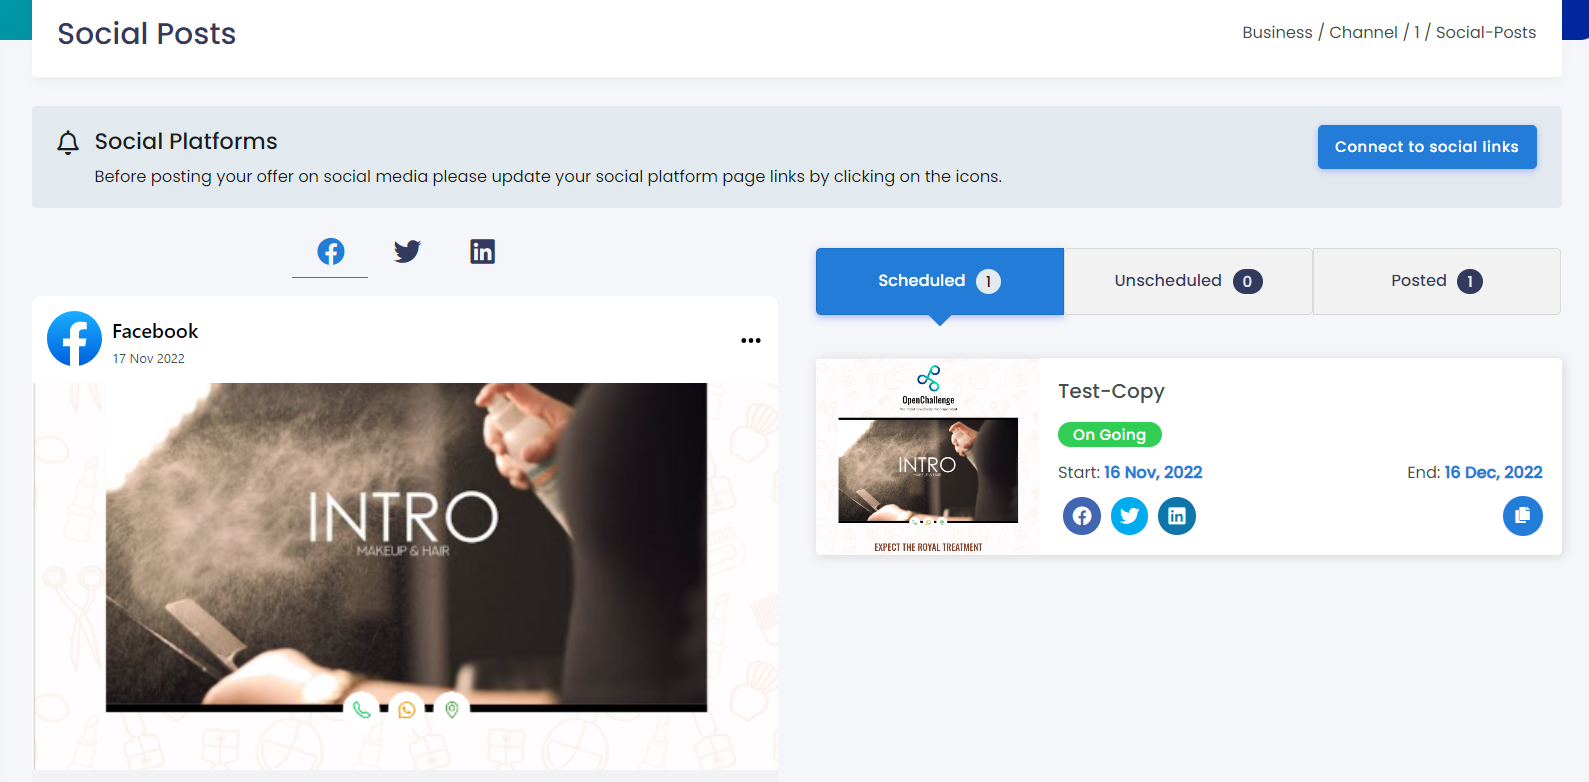 Social Posts
Business / Channel / 1 / Social-Posts
Social Platforms
Before posting your offer on social media please update your social platform page links by clicking on the icons.
Connect to social links
Facebook
17 Nov 2022
INTRO
MAKEUP & HAIR
Scheduled 1
Unscheduled 0
Posted 1
OpenChallenge
INTRO
EXPECT THE ROYAL TREATMENT
Test-Copy
On Going
Start: 16 Nov, 2022
End: 16 Dec, 2022